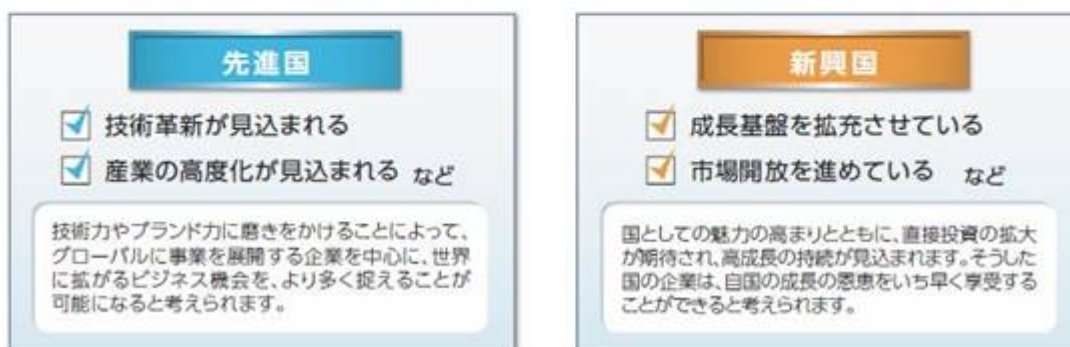 先進国
技術革新が見込まれる
産業の高度化が見込まれる など
技術力やブランド力に磨きをかけることによって、
グローバルに事業を展開する企業を中心に、世界
に拡がるビジネス機会を、より多く捉えることが
可能になると考えられます。
新興国
成長基盤を拡充させている
市場開放を進めている など
国としての魅力の高まりとともに、直接投資の拡大
が期待され、高成長の持続が見込まれます。そうした
国の企業は、自国の成長の恩恵をいち早く享受する
ことができると考えられます。